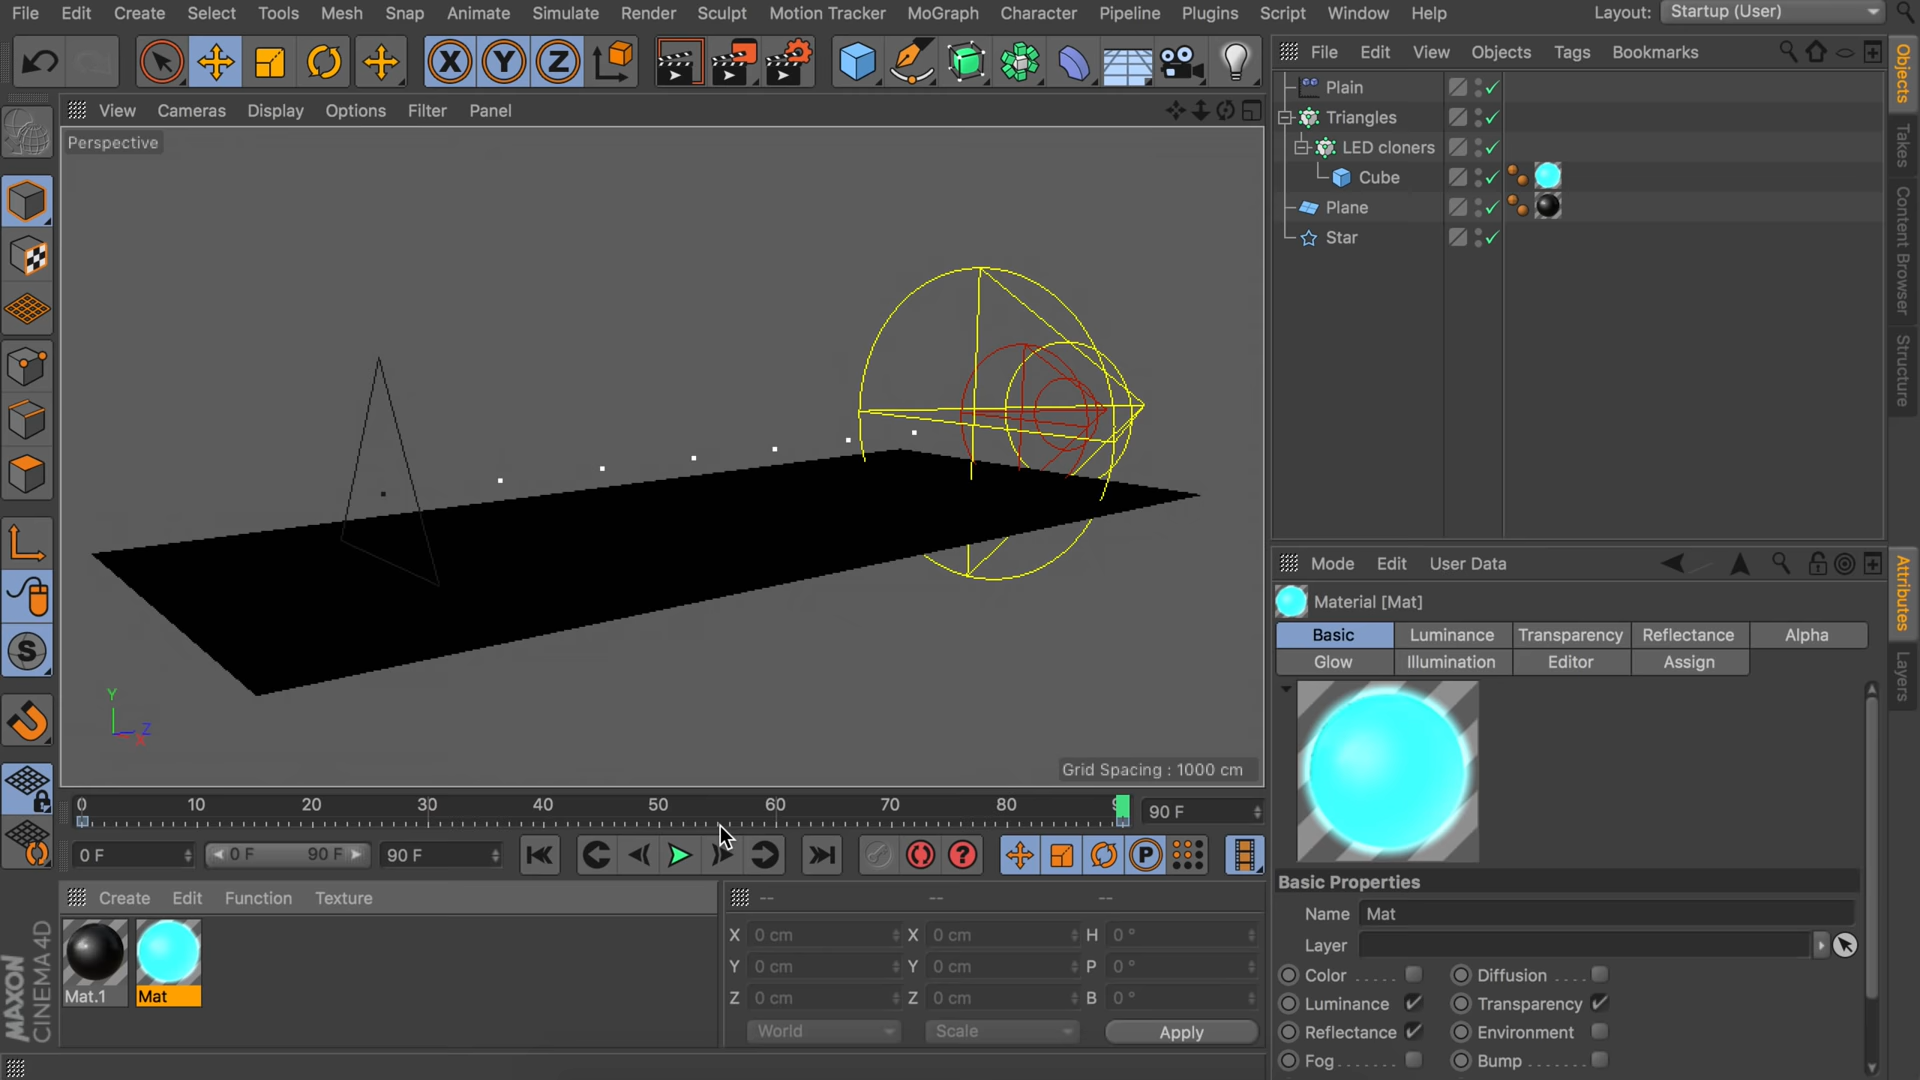 File Edit Create Select Tools Mesh Snap Animate Simulate Render Sculpt Motion Tracker MoGraph Character Pipeline Plugins Script Window Help Layout: Startup (User)
X Y Z
File Edit View Objects Tags Bookmarks
View Cameras Display Options Filter Panel
Perspective
Plain
Triangles
LED cloners
Cube
Plane
Star
Objects
Takes
Content Browser
Structure
Mode Edit User Data
Material [Mat]
Basic Luminance Transparency Reflectance Alpha
Glow Illumination Editor Assign
Attributes
Layers
S
Y
Z
X
Grid Spacing : 1000 cm
0 10 20 30 40 50 60 70 80 90 F
0 F 0 F 90 F 90 F
? P
Create Edit Function Texture
-- -- --
Mat.1 Mat
X 0 cm X 0 cm H 0 °
Y 0 cm Y 0 cm P 0 °
Z 0 cm Z 0 cm B 0 °
World Scale Apply
Basic Properties
Name Mat
Layer
Color ..... Diffusion ....
Luminance Transparency
Reflectance Environment
Fog........ Bump .......
MAXON
CINEMA 4D